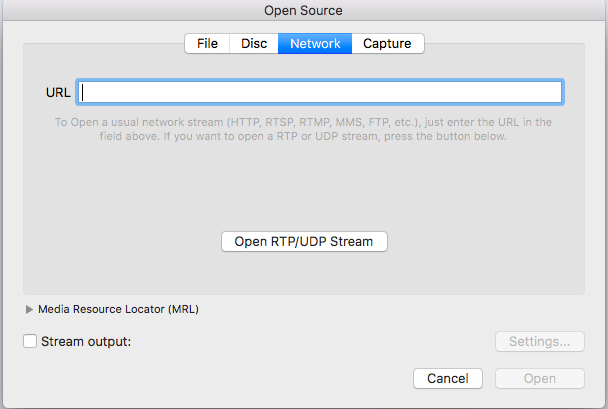 Open Source
File Disc Network Capture
URL
To Open a usual network stream (HTTP, RTSP, RTMP, MMS, FTP, etc.), just enter the URL in the
field above. If you want to open a RTP or UDP stream, press the button below.
Open RTP/UDP Stream
Media Resource Locator (MRL)
Stream output: Settings...
Cancel Open